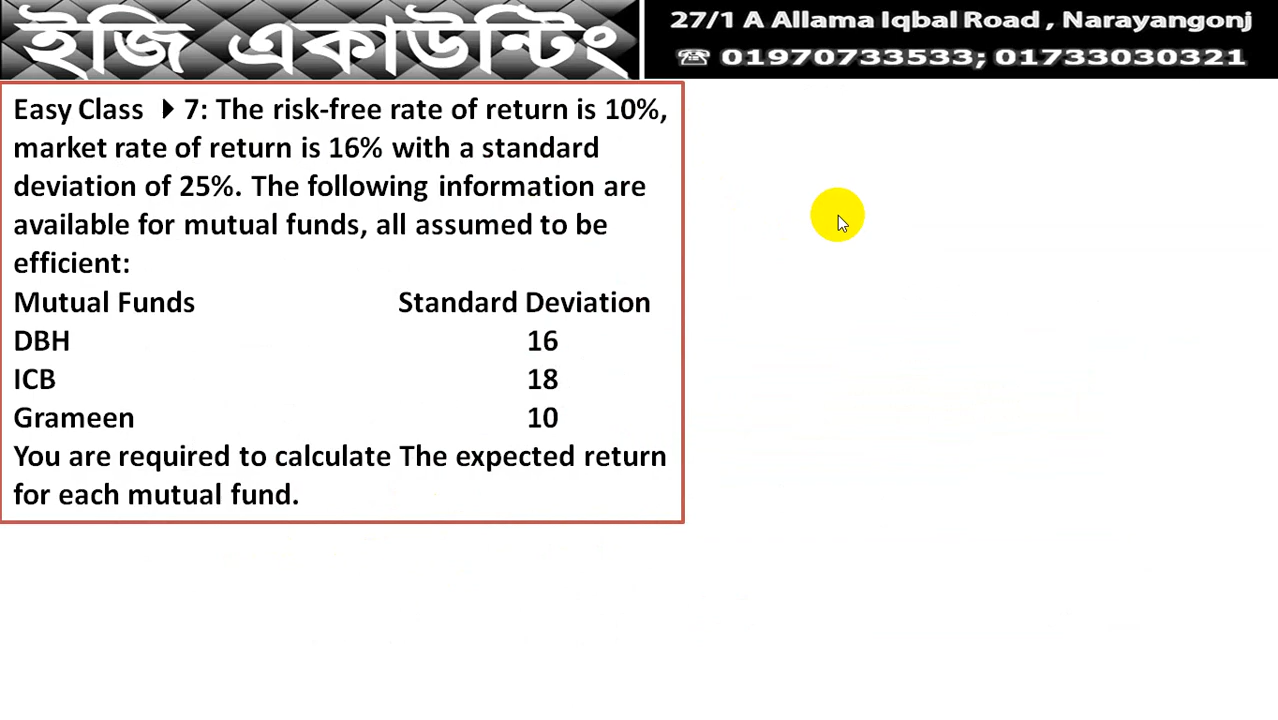 ইজি একাউন্টিং
27/1 A Allama Iqbal Road , Narayangonj
☎ 01970733533; 01733030321
Easy Class ▶ 7: The risk-free rate of return is 10%,
market rate of return is 16% with a standard
deviation of 25%. The following information are
available for mutual funds, all assumed to be
efficient:
Mutual Funds Standard Deviation
DBH 16
ICB 18
Grameen 10
You are required to calculate The expected return
for each mutual fund.